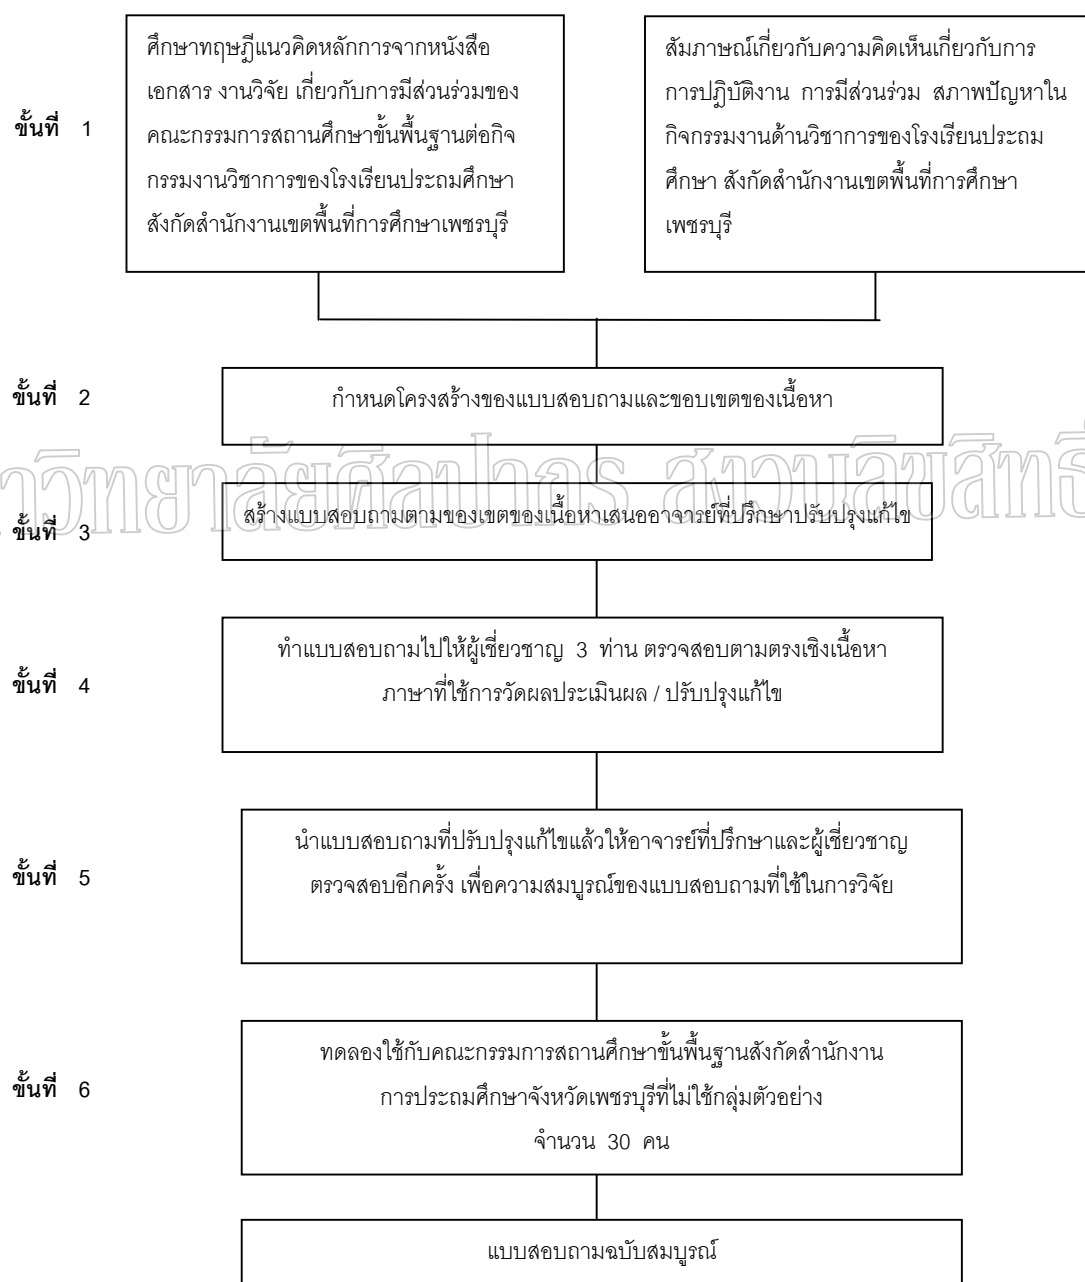 ขั้นที่ 1
ศึกษาทฤษฎีแนวคิดหลักการจากหนังสือ
เอกสาร งานวิจัย เกี่ยวกับการมีส่วนร่วมของ
คณะกรรมการสถานศึกษาขั้นพื้นฐานต่อกิจ
กรรมงานวิชาการของโรงเรียนประถมศึกษา
สังกัดสำนักงานเขตพื้นที่การศึกษาเพชรบุรี
สัมภาษณ์เกี่ยวกับความคิดเห็นเกี่ยวกับการ
การปฏิบัติงาน การมีส่วนร่วม สภาพปัญหาใน
กิจกรรมงานด้านวิชาการของโรงเรียนประถม
ศึกษา สังกัดสำนักงานเขตพื้นที่การศึกษา
เพชรบุรี
ขั้นที่ 2
กำหนดโครงสร้างของแบบสอบถามและขอบเขตของเนื้อหา
าวิทยาลัยศิลปากร สงวนลิขสิทธิ์
ขั้นที่ 3
สร้างแบบสอบถามตามของเขตของเนื้อหาเสนออาจารย์ที่ปรึกษาปรับปรุงแก้ไข
ขั้นที่ 4
ทำแบบสอบถามไปให้ผู้เชี่ยวชาญ 3 ท่าน ตรวจสอบตามตรงเชิงเนื้อหา
ภาษาที่ใช้การวัดผลประเมินผล / ปรับปรุงแก้ไข
ขั้นที่ 5
นำแบบสอบถามที่ปรับปรุงแก้ไขแล้วให้อาจารย์ที่ปรึกษาและผู้เชี่ยวชาญ
ตรวจสอบอีกครั้ง เพื่อความสมบูรณ์ของแบบสอบถามที่ใช้ในการวิจัย
ขั้นที่ 6
ทดลองใช้กับคณะกรรมการสถานศึกษาขั้นพื้นฐานสังกัดสำนักงาน
การประถมศึกษาจังหวัดเพชรบุรีที่ไม่ใช้กลุ่มตัวอย่าง
จำนวน 30 คน
แบบสอบถามฉบับสมบูรณ์